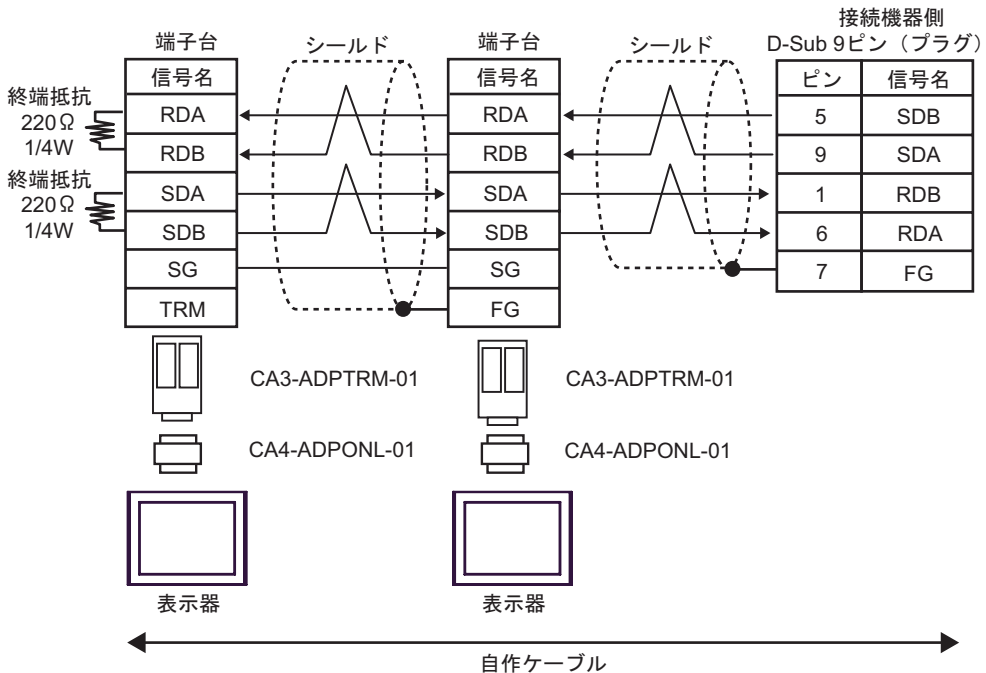 接続機器側
D-Sub 9ピン（プラグ）
端子台
シールド
端子台
シールド
信号名
信号名
ピン
信号名
終端抵抗
220Ω
1/4W
RDA
RDA
5
SDB
RDB
RDB
9
SDA
終端抵抗
220Ω
1/4W
SDA
SDA
1
RDB
SDB
SDB
6
RDA
SG
SG
7
FG
TRM
FG
CA3-ADPTRM-01
CA3-ADPTRM-01
CA4-ADPONL-01
CA4-ADPONL-01
表示器
表示器
自作ケーブル